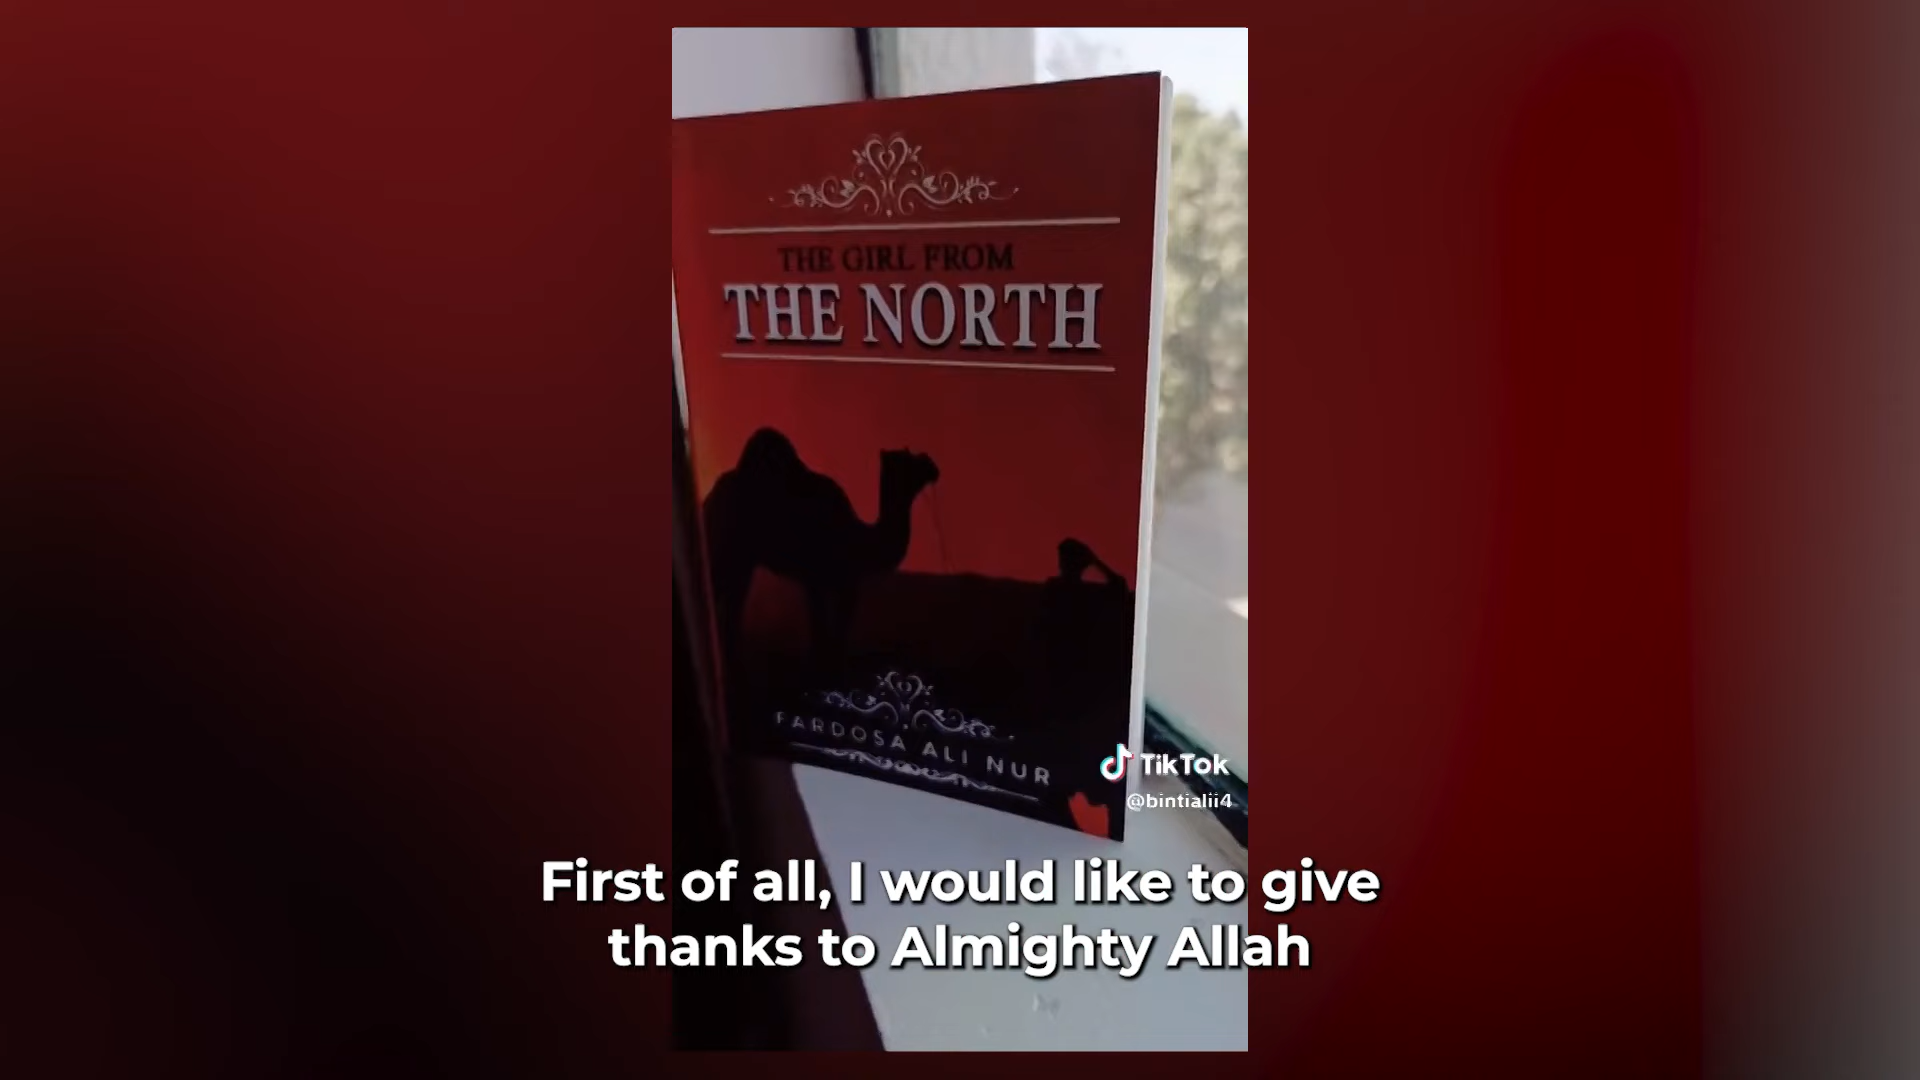 THE GIRL FROM
THE NORTH
FARDOSA ALI NUR
TikTok
@bintialii4
First of all, I would like to give
thanks to Almighty Allah